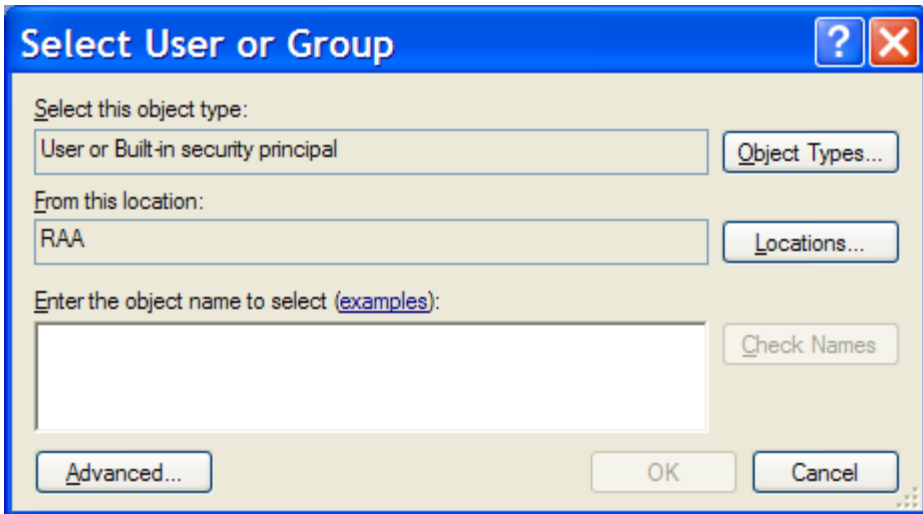 Select User or Group
Select this object type:
User or Built-in security principal
Object Types...
From this location:
RAA
Locations...
Enter the object name to select (examples):
Check Names
Advanced...
OK
Cancel